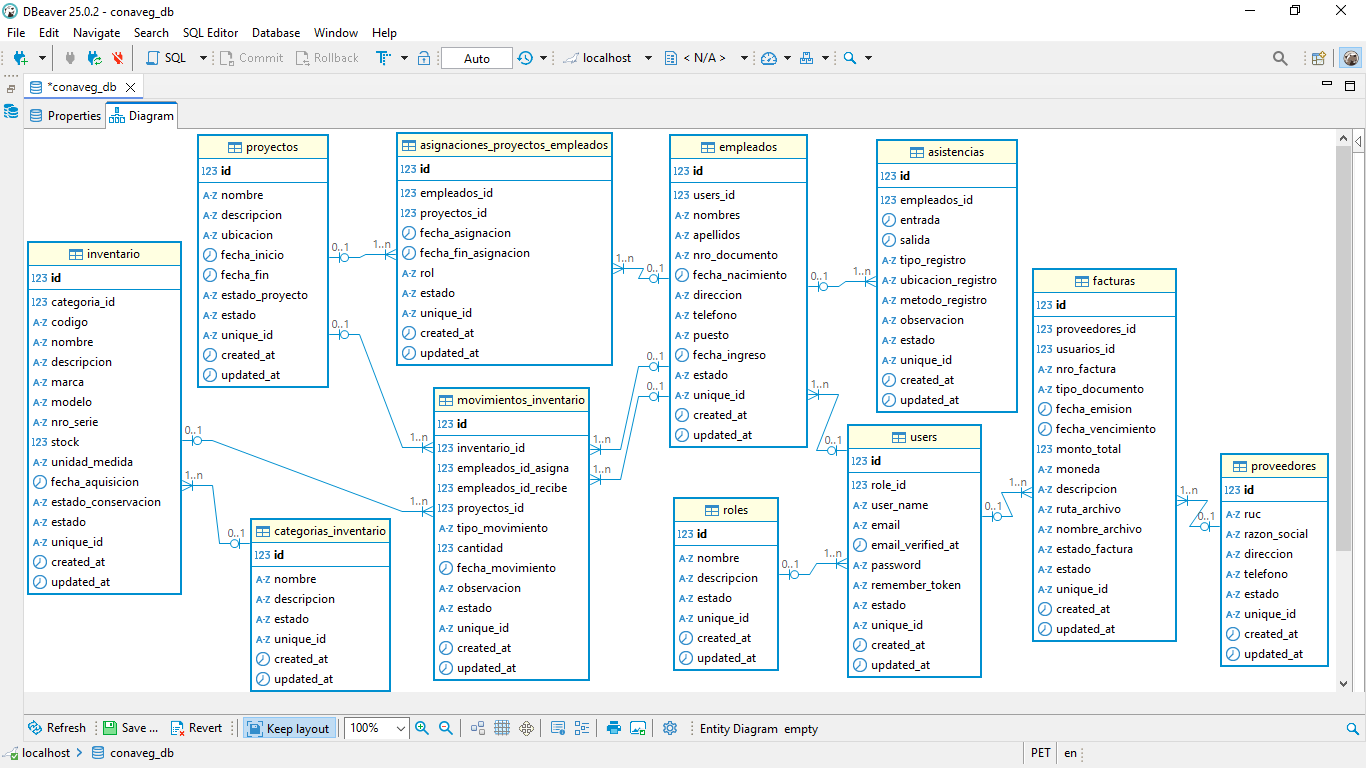 DBeaver 25.0.2 - conaveg_db
File Edit Navigate Search SQL Editor Database Window Help
SQL Commit Rollback Auto localhost < N/A >
*conaveg_db
Properties Diagram
proyectos
123 id
A-Z nombre
A-Z descripcion
A-Z ubicacion
fecha_inicio
fecha_fin
A-Z estado_proyecto
A-Z estado
A-Z unique_id
created_at
updated_at
asignaciones_proyectos_empleados
123 id
123 empleados_id
123 proyectos_id
fecha_asignacion
fecha_fin_asignacion
A-Z rol
A-Z estado
A-Z unique_id
created_at
updated_at
empleados
123 id
123 users_id
A-Z nombres
A-Z apellidos
A-Z nro_documento
fecha_nacimiento
A-Z direccion
A-Z telefono
A-Z puesto
fecha_ingreso
A-Z estado
A-Z unique_id
created_at
updated_at
asistencias
123 id
123 empleados_id
entrada
salida
A-Z tipo_registro
A-Z ubicacion_registro
A-Z metodo_registro
A-Z observacion
A-Z estado
A-Z unique_id
created_at
updated_at
inventario
123 id
123 categoria_id
A-Z codigo
A-Z nombre
A-Z descripcion
A-Z marca
A-Z modelo
A-Z nro_serie
123 stock
A-Z unidad_medida
fecha_aquisicion
A-Z estado_conservacion
A-Z estado
A-Z unique_id
created_at
updated_at
categorias_inventario
123 id
A-Z nombre
A-Z descripcion
A-Z estado
A-Z unique_id
created_at
updated_at
movimientos_inventario
123 id
123 inventario_id
123 empleados_id_asigna
123 empleados_id_recibe
123 proyectos_id
A-Z tipo_movimiento
123 cantidad
fecha_movimiento
A-Z observacion
A-Z estado
A-Z unique_id
created_at
updated_at
roles
123 id
A-Z nombre
A-Z descripcion
A-Z estado
A-Z unique_id
created_at
updated_at
users
123 id
123 role_id
A-Z user_name
A-Z email
email_verified_at
A-Z password
A-Z remember_token
A-Z estado
A-Z unique_id
created_at
updated_at
facturas
123 id
123 proveedores_id
123 usuarios_id
A-Z nro_factura
A-Z tipo_documento
fecha_emision
fecha_vencimiento
123 monto_total
A-Z moneda
A-Z descripcion
A-Z ruta_archivo
A-Z nombre_archivo
A-Z estado_factura
A-Z estado
A-Z unique_id
created_at
updated_at
proveedores
123 id
A-Z ruc
A-Z razon_social
A-Z direccion
A-Z telefono
A-Z estado
A-Z unique_id
created_at
updated_at
0..1 1..n
1..n 0..1
0..1 1..n
0..1 1..n
0..1 1..n
0..1 1..n
0..1 1..n
1..n 0..1
1..n 0..1
0..1 1..n
0..1 1..n
1..n 0..1
Refresh Save ... Revert Keep layout 100% Entity Diagram empty
localhost conaveg_db PET en